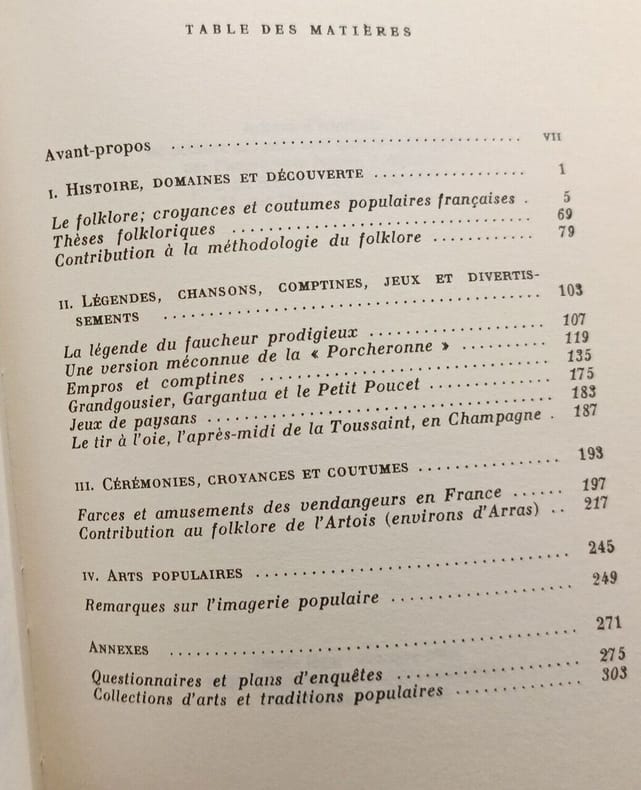 TABLE DES MATIÈRES
Avant-propos ........ VII
I. HISTOIRE, DOMAINES ET DÉCOUVERTE ........ 1
Le folklore; croyances et coutumes populaires françaises . 5
Thèses folkloriques ........ 69
Contribution à la méthodologie du folklore ........ 79
II. LÉGENDES, CHANSONS, COMPTINES, JEUX ET DIVERTIS-
SEMENTS ........ 103
La légende du faucheur prodigieux ........ 107
Une version méconnue de la « Porcheronne » ........ 119
Empros et comptines ........ 135
Grandgousier, Gargantua et le Petit Poucet ........ 175
Jeux de paysans ........ 183
Le tir à l'oie, l'après-midi de la Toussaint, en Champagne . 187
III. CÉRÉMONIES, CROYANCES ET COUTUMES ........ 193
Farces et amusements des vendangeurs en France ...... 197
Contribution au folklore de l'Artois (environs d'Arras) .. 217
IV. ARTS POPULAIRES ........ 245
Remarques sur l'imagerie populaire ........ 249
ANNEXES ........ 271
Questionnaires et plans d'enquêtes ........ 275
Collections d'arts et traditions populaires ........ 303